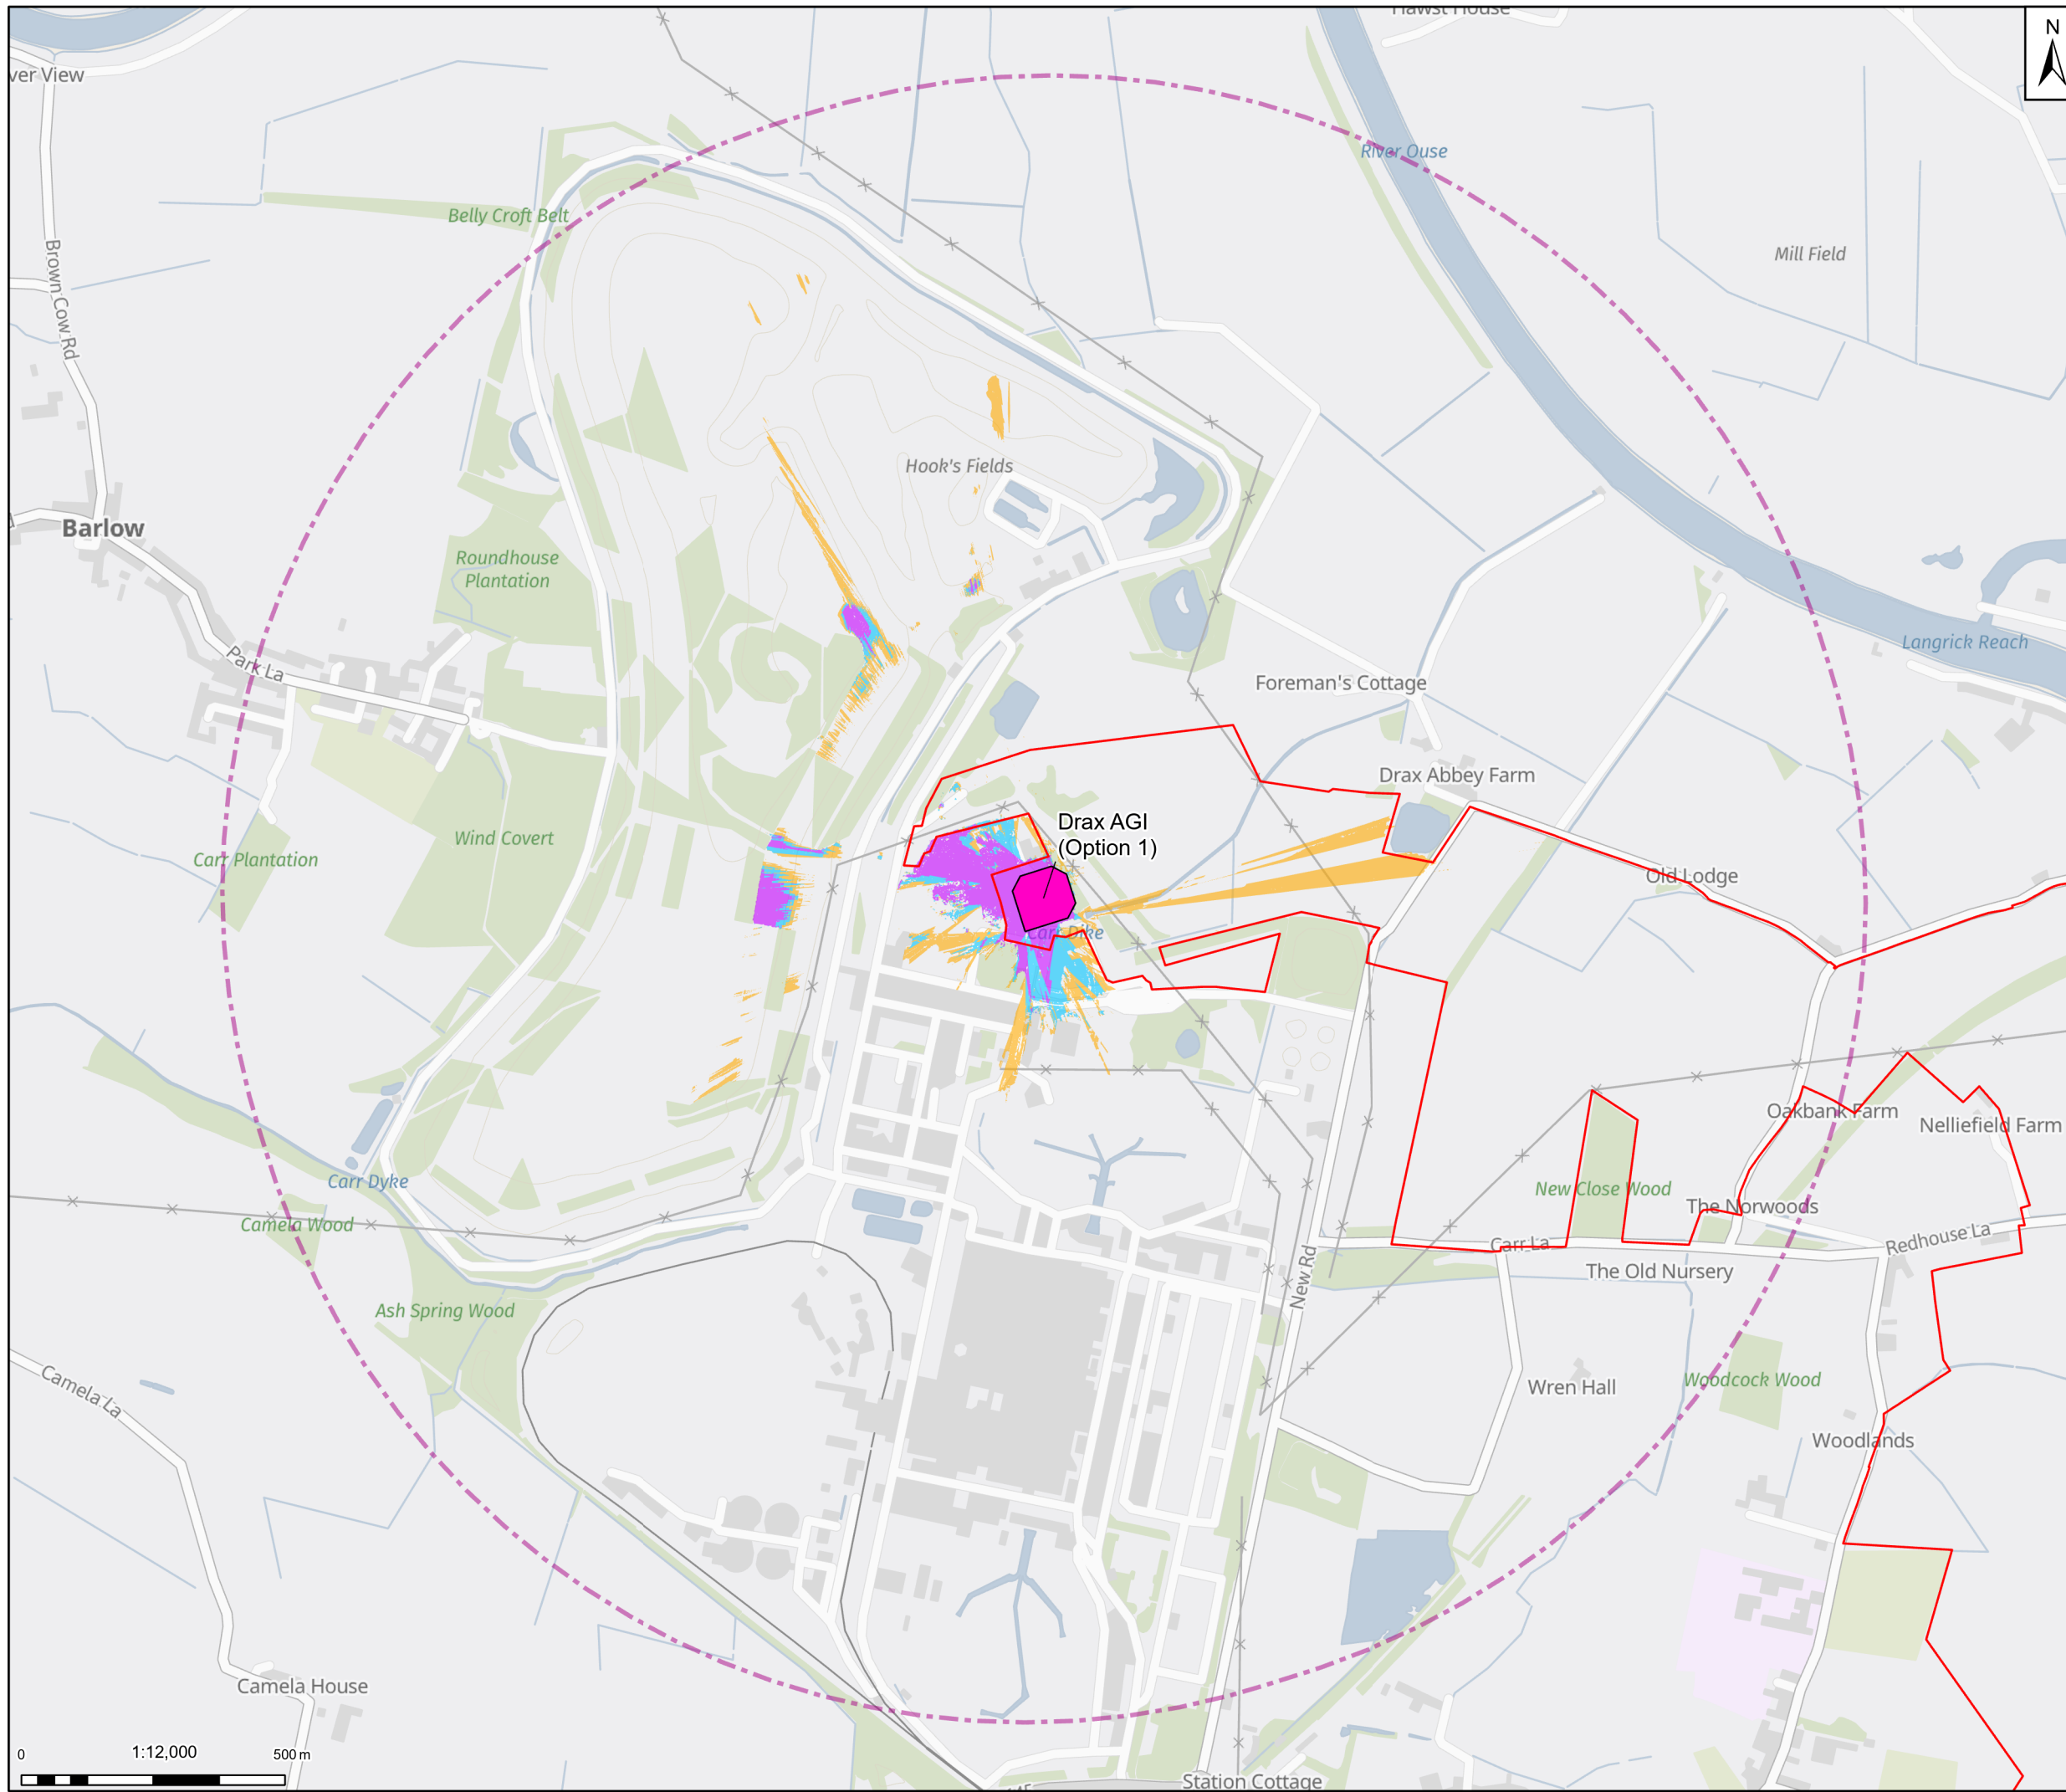 Hawst House
N
ver View
River Ouse
Belly Croft Belt
Mill Field
Brown Cow Rd
Hook's Fields
Barlow
Roundhouse
Plantation
Langrick Reach
Park La
Foreman's Cottage
Drax Abbey Farm
Drax AGI
(Option 1)
Wind Covert
Carr Plantation
Old Lodge
Carr Dike
Oakbank Farm
Nelliefield Farm
Carr Dyke
New Close Wood
The Norwoods
Camela Wood
Carr La
Redhouse La
The Old Nursery
New Rd
Ash Spring Wood
Woodcock Wood
Wren Hall
Camela La
Woodlands
Camela House
0
1:12,000
500 m
Station Cottage